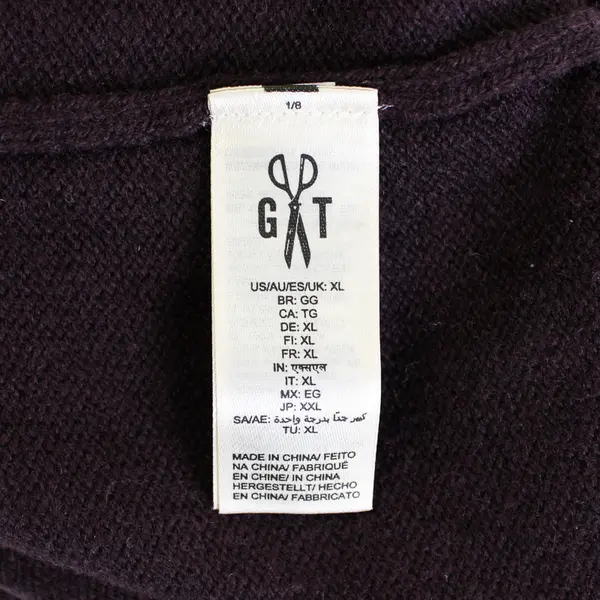 1/8
G T
US/AU/ES/UK: XL
BR: GG
CA: TG
DE: XL
FI: XL
FR: XL
IN: एक्सएल
IT: XL
MX: EG
JP: XXL
SA/AE: كبير جدًا بدرجة واحدة
TU: XL
MADE IN CHINA/ FEITO
NA CHINA/ FABRIQUÉ
EN CHINE/ IN CHINA
HERGESTELLT/ HECHO
EN CHINA/ FABBRICATO